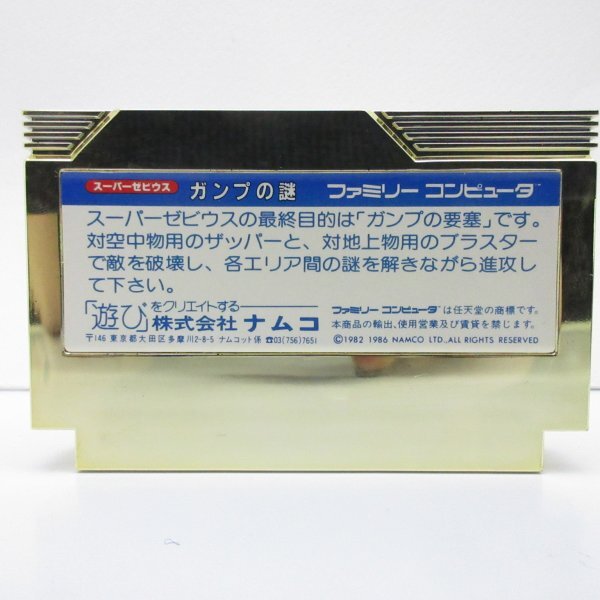 スーパーゼビウス ガンプの謎 ファミリー コンピュータ™
スーパーゼビウスの最終目的は「ガンプの要塞」です。
対空中物用のザッパーと、対地上物用のブラスター
で敵を破壊し、各エリア間の謎を解きながら進攻し
て下さい。
「遊び」をクリエイトする
株式会社 ナムコ
〒146 東京都大田区多摩川2-8-5 ナムコット係 ☎03(756)7651
ファミリー コンピュータ™ は任天堂の商標です。
本商品の輸出、使用営業及び賃貸を禁じます。
©1982 1986 NAMCO LTD., ALL RIGHTS RESERVED